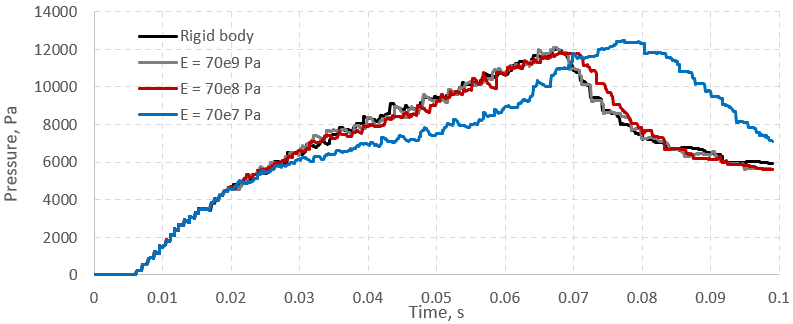 14000
12000
10000
8000
6000
4000
2000
0
Pressure, Pa
Rigid body
E = 70e9 Pa
E = 70e8 Pa
E = 70e7 Pa
0 0.01 0.02 0.03 0.04 0.05 0.06 0.07 0.08 0.09 0.1
Time, s